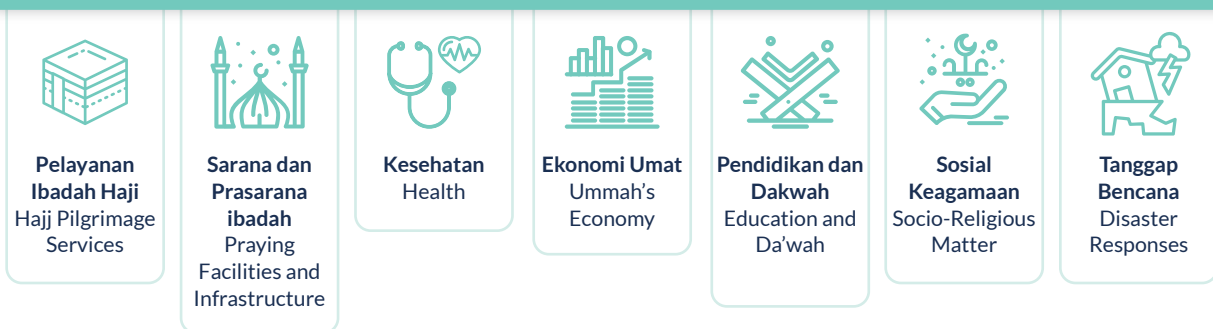 Pelayanan
Ibadah Haji
Hajj Pilgrimage
Services
Sarana dan
Prasarana
ibadah
Praying
Facilities and
Infrastructure
Kesehatan
Health
Ekonomi Umat
Ummah’s
Economy
Pendidikan dan
Dakwah
Education and
Da’wah
Sosial
Keagamaan
Socio-Religious
Matter
Tanggap
Bencana
Disaster
Responses